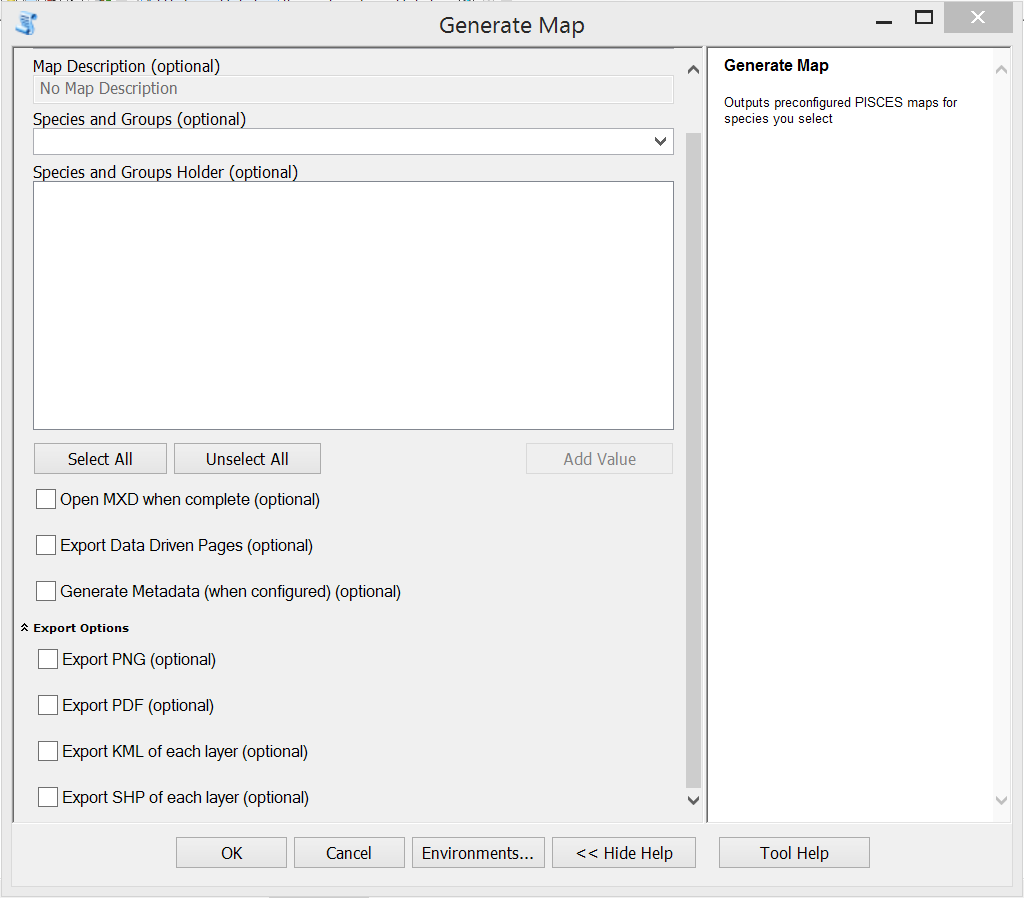 Generate Map
Map Description (optional)
No Map Description
Species and Groups (optional)
Species and Groups Holder (optional)
Select All
Unselect All
Add Value
Open MXD when complete (optional)
Export Data Driven Pages (optional)
Generate Metadata (when configured) (optional)
Export Options
Export PNG (optional)
Export PDF (optional)
Export KML of each layer (optional)
Export SHP of each layer (optional)
Generate Map
Outputs preconfigured PISCES maps for
species you select
OK
Cancel
Environments...
<< Hide Help
Tool Help